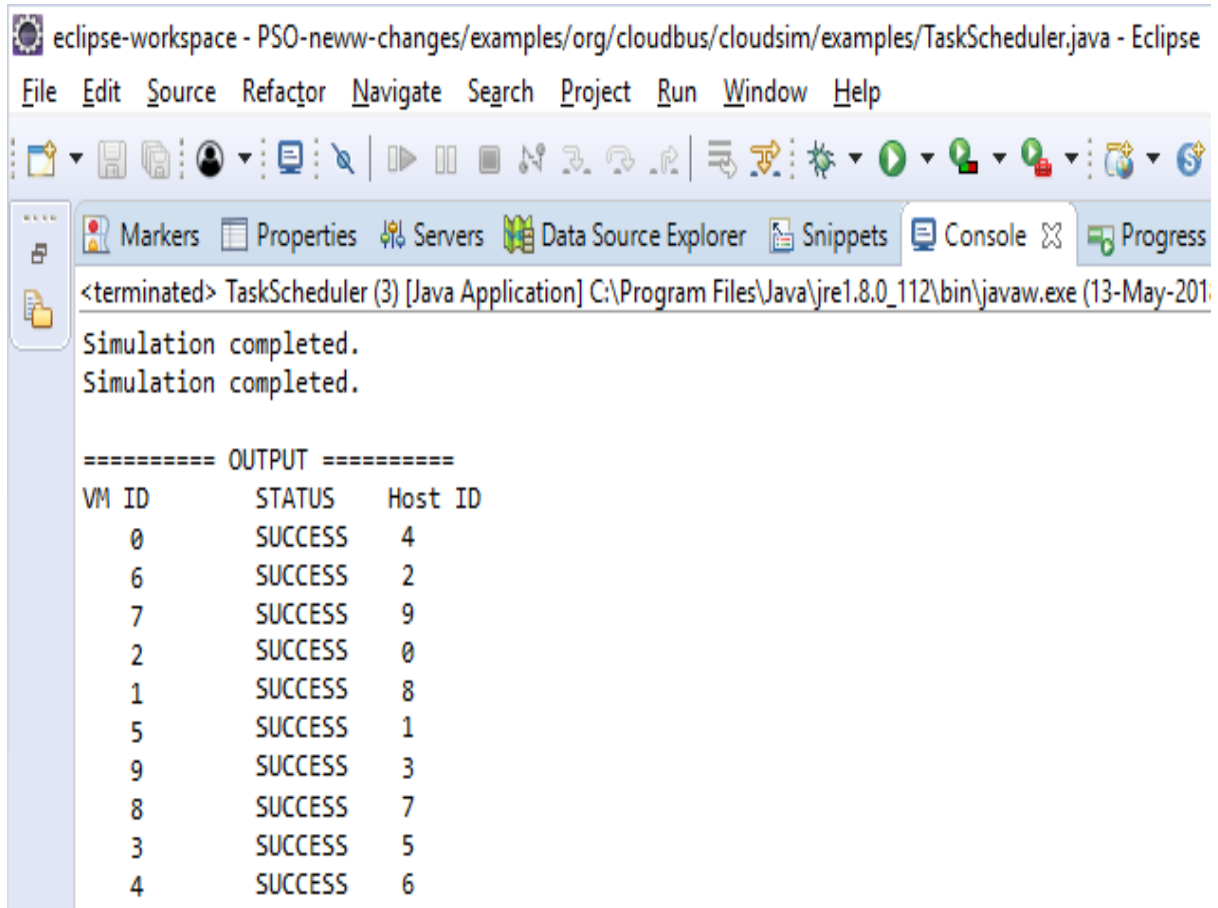 eclipse-workspace - PSO-neww-changes/examples/org/cloudbus/cloudsim/examples/TaskScheduler.java - Eclipse
File Edit Source Refactor Navigate Search Project Run Window Help
Markers Properties Servers Data Source Explorer Snippets Console Progress
<terminated> TaskScheduler (3) [Java Application] C:\Program Files\Java\jre1.8.0_112\bin\javaw.exe (13-May-201
Simulation completed.
Simulation completed.
========== OUTPUT ==========
VM ID STATUS Host ID
0 SUCCESS 4
6 SUCCESS 2
7 SUCCESS 9
2 SUCCESS 0
1 SUCCESS 8
5 SUCCESS 1
9 SUCCESS 3
8 SUCCESS 7
3 SUCCESS 5
4 SUCCESS 6